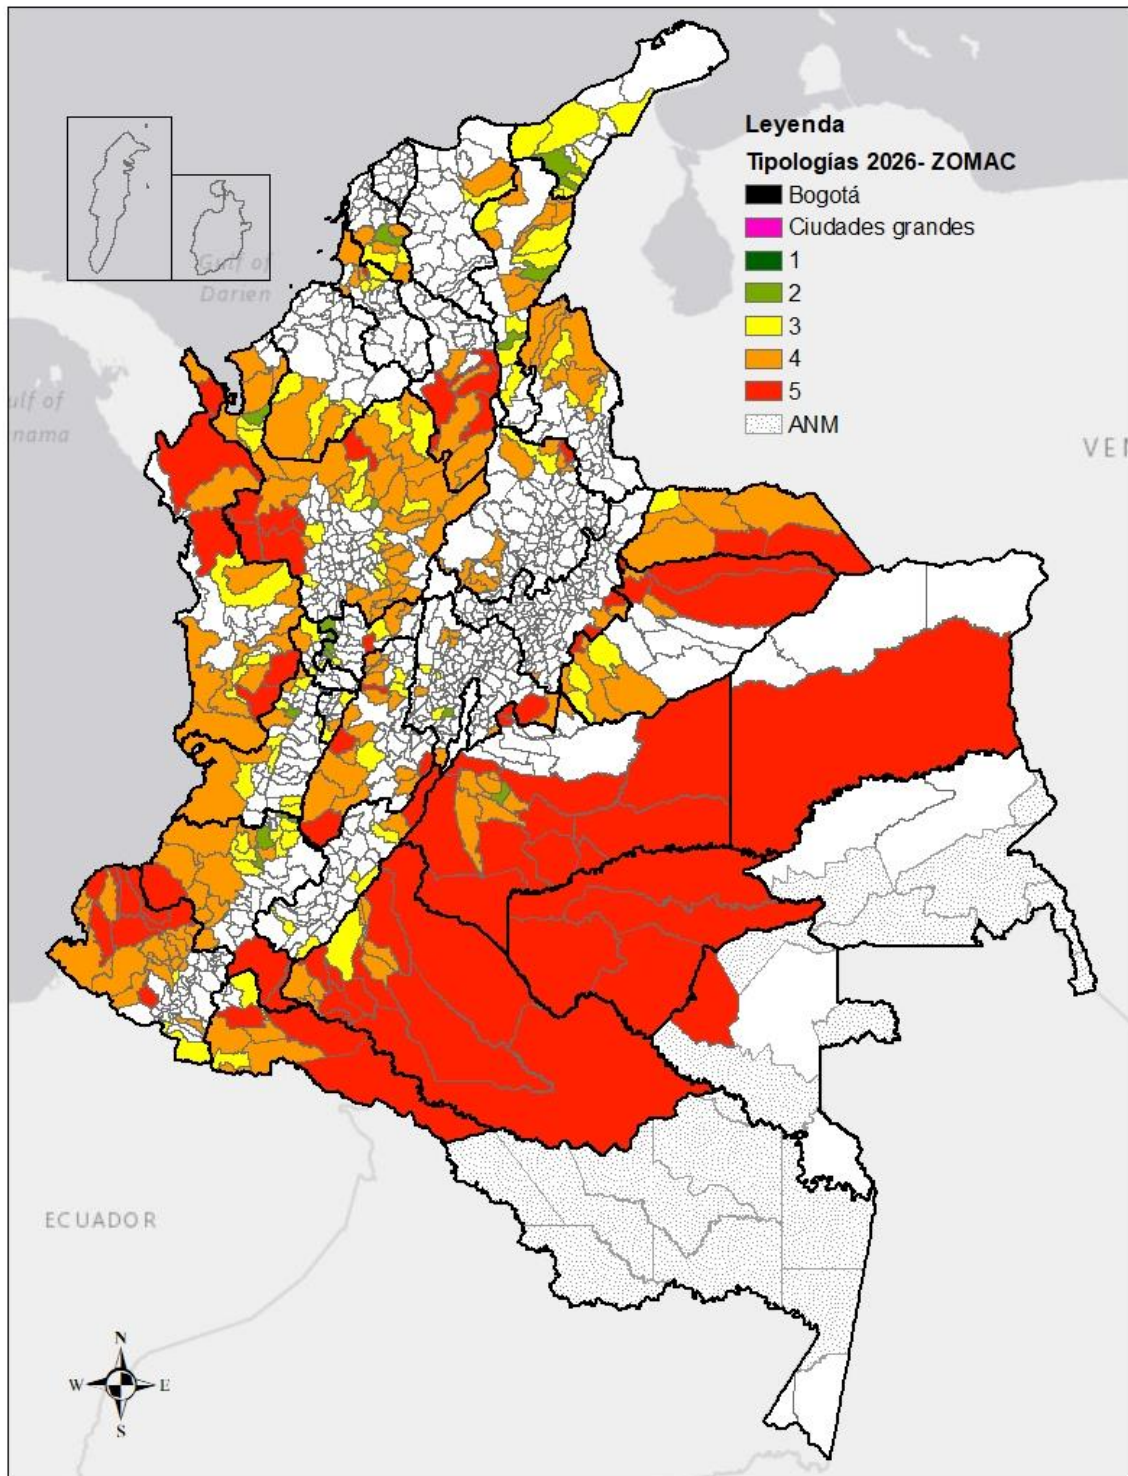 Leyenda
Tipologías 2026- ZOMAC
Bogotá
Ciudades grandes
1
2
3
4
5
ANM
Gulf of
Darien
ulf of
nama
VEN
ECUADOR
N
W
E
S